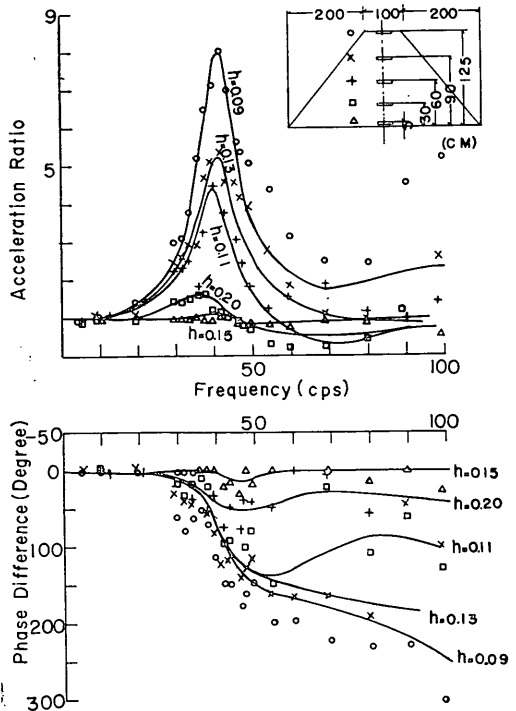 9
5
Acceleration Ratio
200 100 200
125
90
60
30
5
(CM)
h=0.09
h=0.13
h=0.11
h=0.20
h=0.15
50
100
Frequency (cps)
50
100
-50
0
100
200
300
Phase Difference (Degree)
h=0.15
h=0.20
h=0.11
h=0.13
h=0.09